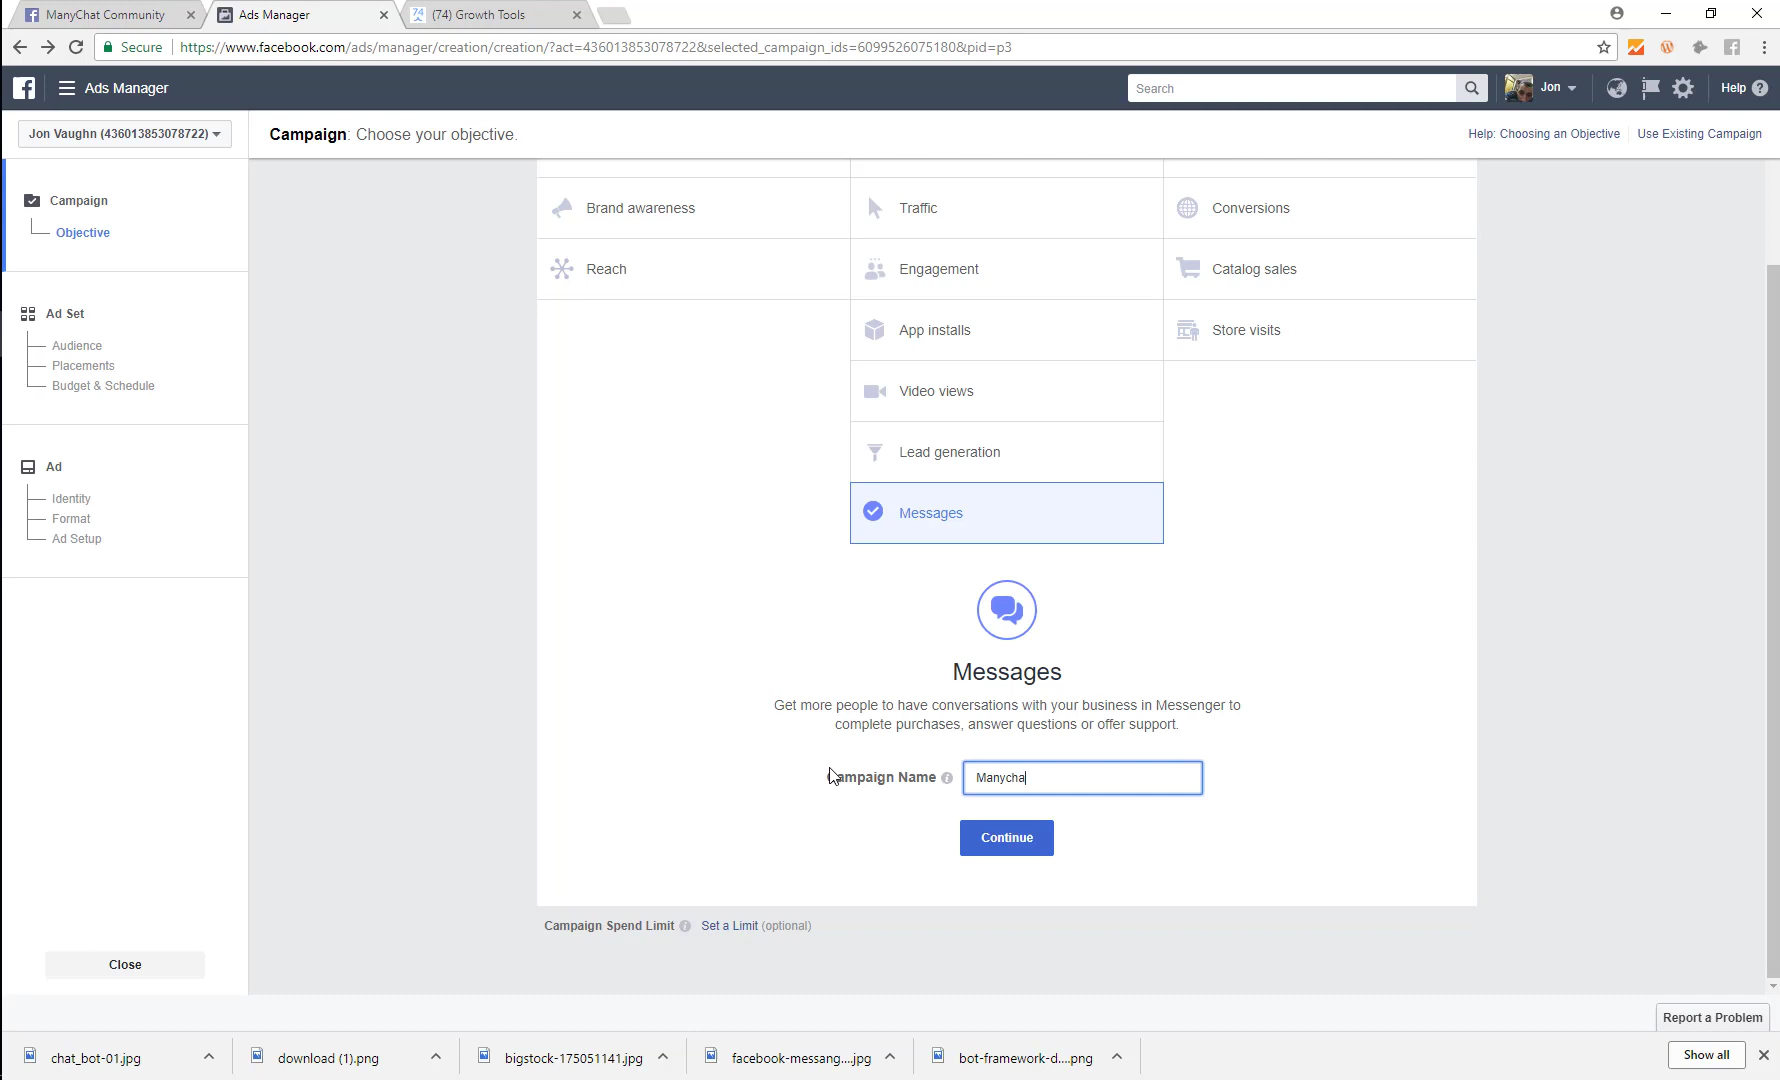 ManyChat Community
Ads Manager
(74) Growth Tools
Secure
https://www.facebook.com/ads/manager/creation/creation/?act=436013853078722&selected_campaign_ids=6099526075180&pid=p3
Ads Manager
Search
Jon
Help
Jon Vaughn (436013853078722)
Campaign: Choose your objective.
Help: Choosing an Objective
Use Existing Campaign
Campaign
Objective
Ad Set
Audience
Placements
Budget & Schedule
Ad
Identity
Format
Ad Setup
Close
Brand awareness
Traffic
Conversions
Reach
Engagement
Catalog sales
App installs
Store visits
Video views
Lead generation
Messages
Messages
Get more people to have conversations with your business in Messenger to
complete purchases, answer questions or offer support.
Campaign Name
Manycha
Continue
Campaign Spend Limit
Set a Limit (optional)
Report a Problem
chat_bot-01.jpg
download (1).png
bigstock-175051141.jpg
facebook-messang....jpg
bot-framework-d....png
Show all